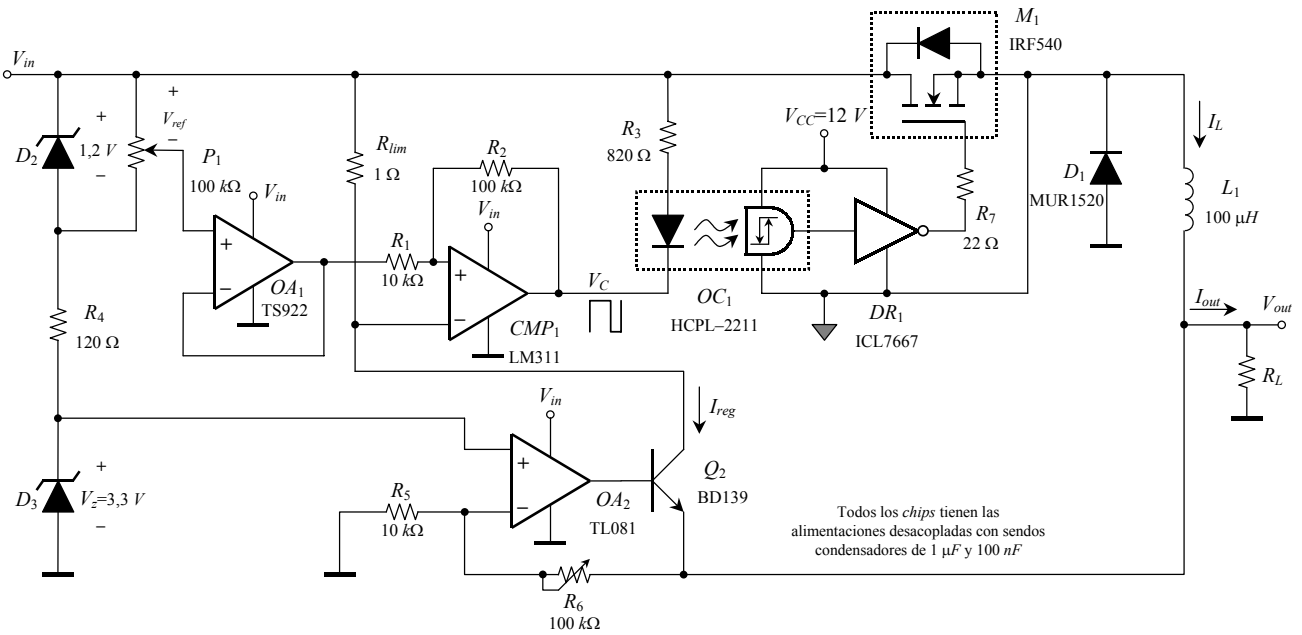 M1
IRF540
Vin
+
Vref
−
+
1,2 V
−
D2
P1
100 kΩ
Vin
+
−
OA1
TS922
R4
120 Ω
Rlim
1 Ω
R2
100 kΩ
Vin
R1
10 kΩ
+
−
CMP1
LM311
VC
R3
820 Ω
VCC=12 V
OC1
HCPL–2211
DR1
ICL7667
R7
22 Ω
D1
MUR1520
IL
L1
100 μH
Iout
Vout
RL
Ireg
Vin
+
−
OA2
TL081
Q2
BD139
D3
+
Vz=3,3 V
−
R5
10 kΩ
R6
100 kΩ
Todos los chips tienen las
alimentaciones desacopladas con sendos
condensadores de 1 μF y 100 nF